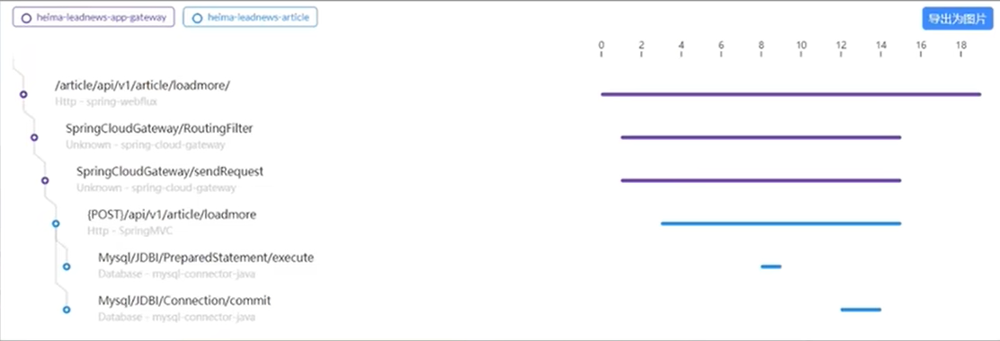 heima-leadnews-app-gateway
heima-leadnews-article
导出为图片
0 2 4 6 8 10 12 14 16 18
/article/api/v1/article/loadmore/
Http - spring-webflux
SpringCloudGateway/RoutingFilter
Unknown - spring-cloud-gateway
SpringCloudGateway/sendRequest
Unknown - spring-cloud-gateway
{POST}/api/v1/article/loadmore
Http - SpringMVC
Mysql/JDBI/PreparedStatement/execute
Database - mysql-connector-java
Mysql/JDBI/Connection/commit
Database - mysql-connector-java